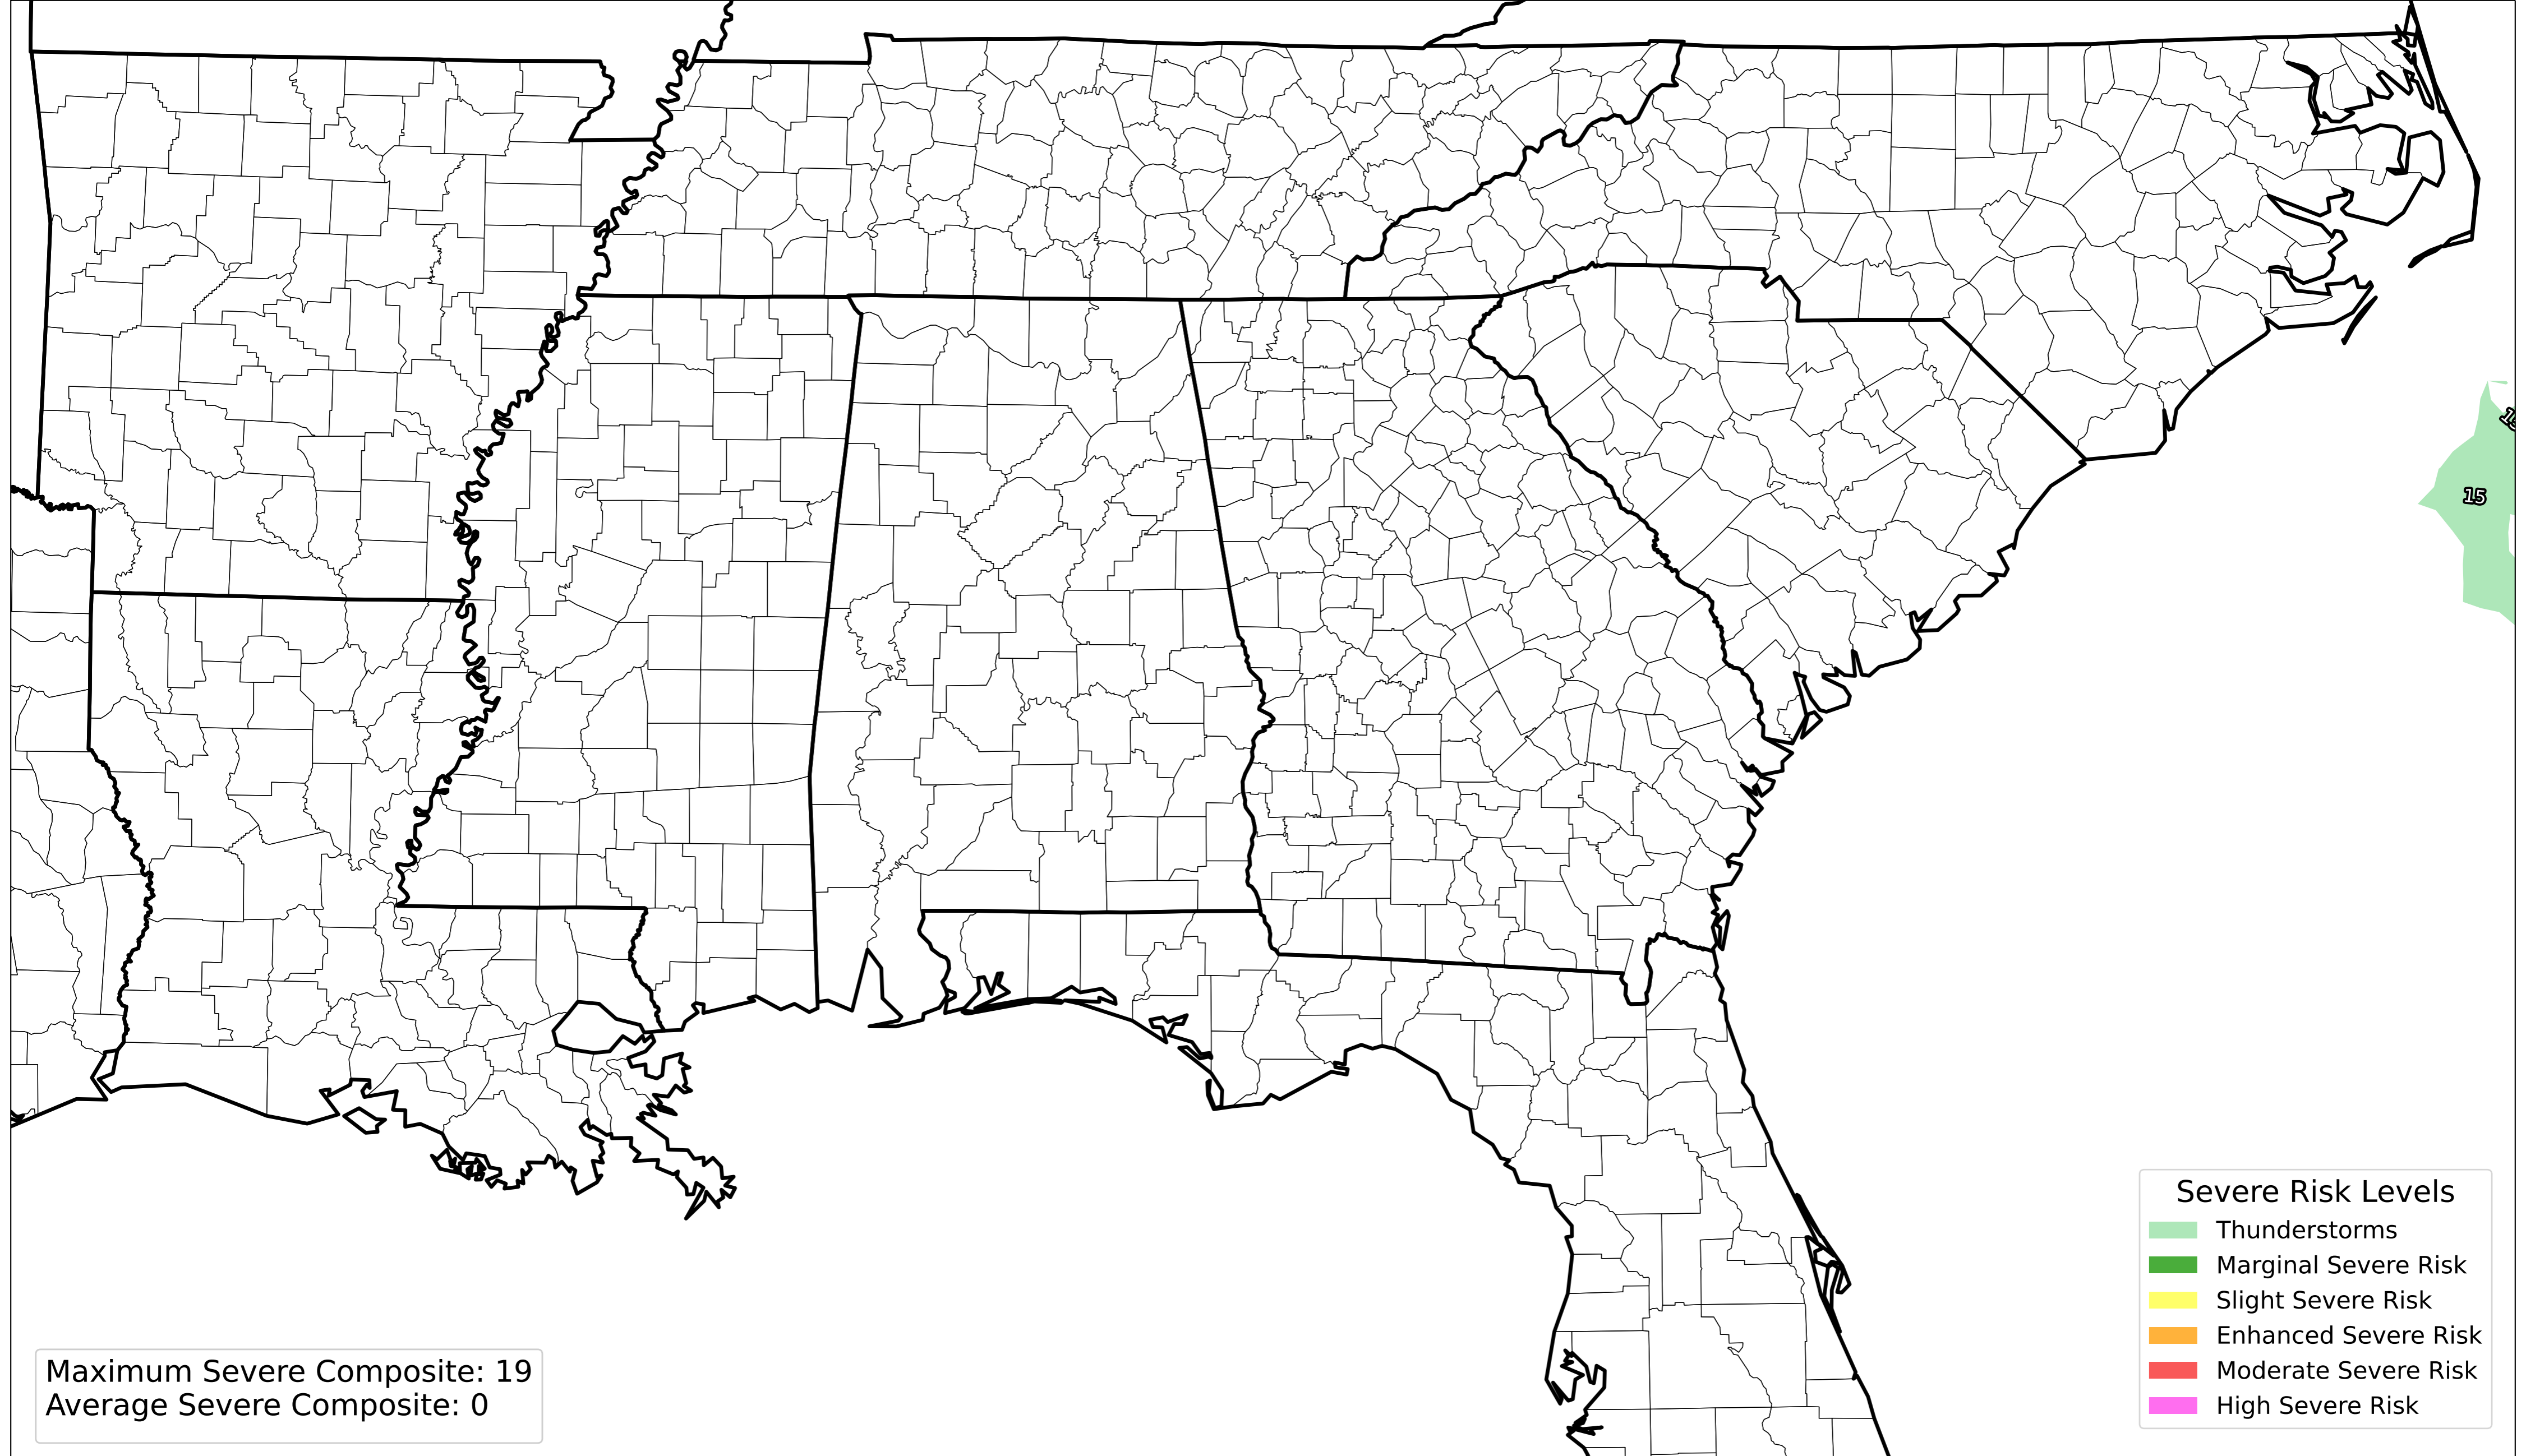 15
Severe Risk Levels
Thunderstorms
Marginal Severe Risk
Slight Severe Risk
Enhanced Severe Risk
Moderate Severe Risk
High Severe Risk
Maximum Severe Composite: 19
Average Severe Composite: 0